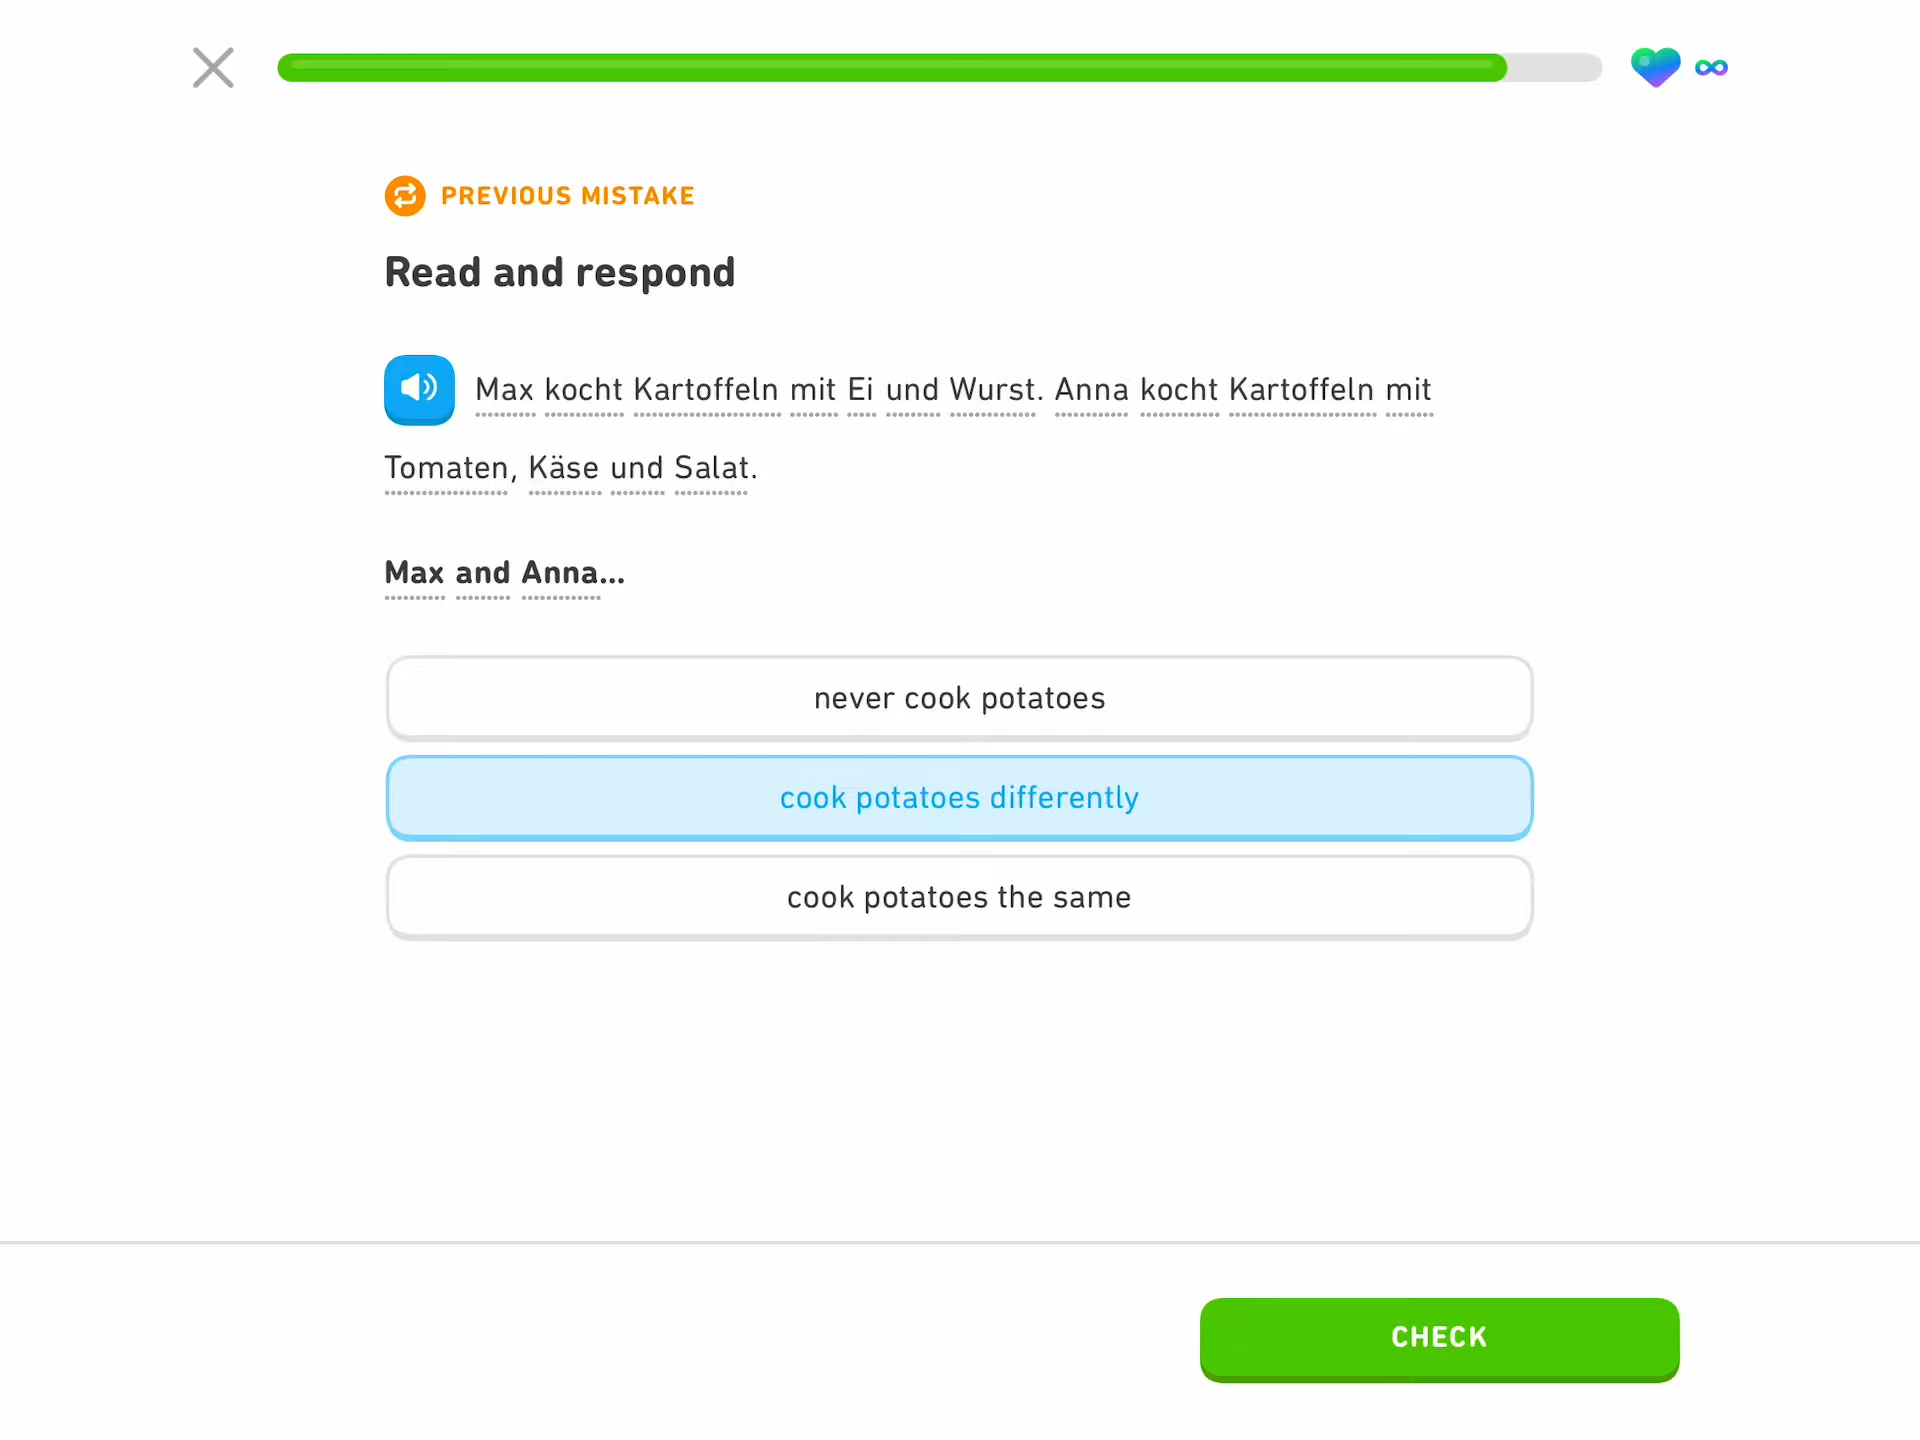 PREVIOUS MISTAKE
Read and respond
Max kocht Kartoffeln mit Ei und Wurst. Anna kocht Kartoffeln mit
Tomaten, Käse und Salat.
Max and Anna...
never cook potatoes
cook potatoes differently
cook potatoes the same
CHECK